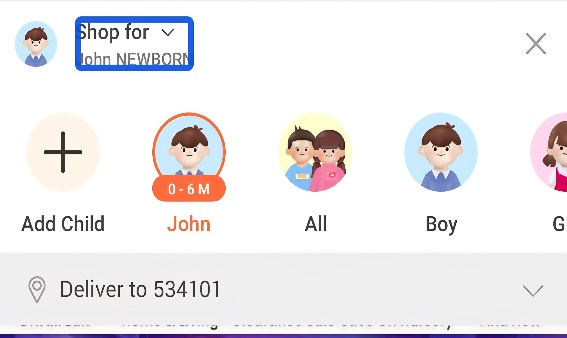 Shop for
John NEWBORN
Add Child
0 - 6 M
John
All
Boy
Deliver to 534101